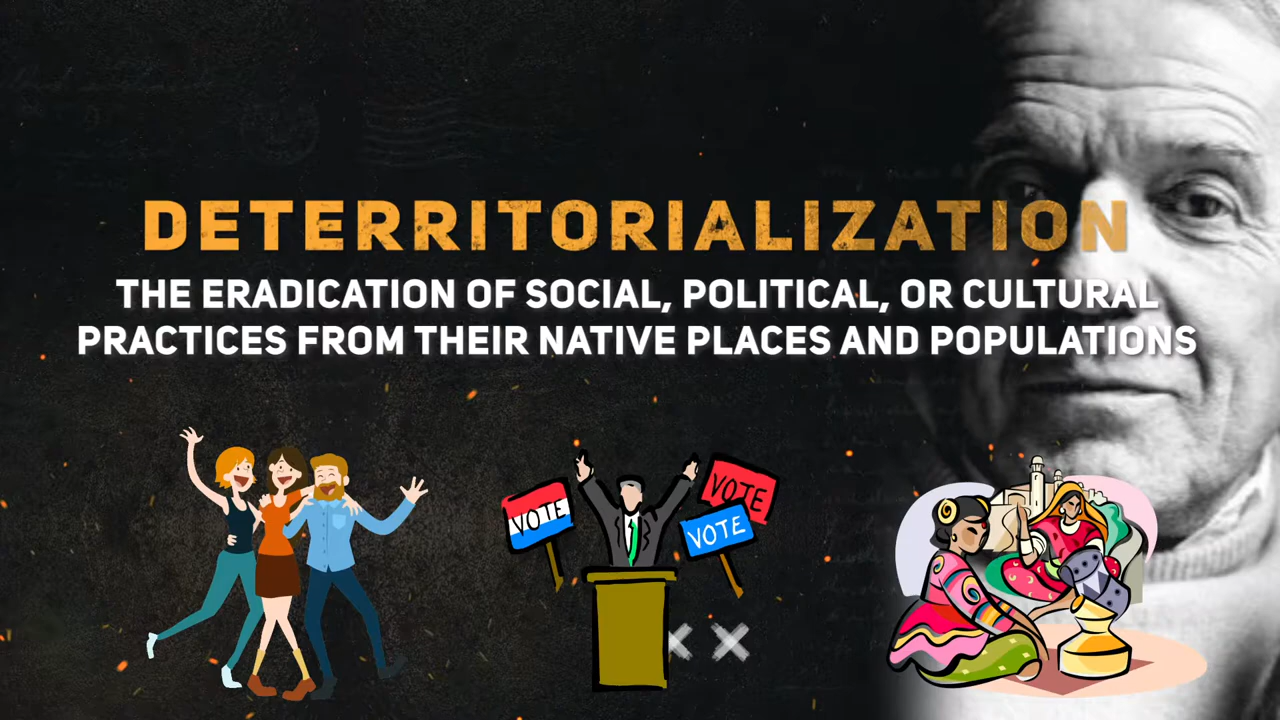 DETERRITORIALIZATION
THE ERADICATION OF SOCIAL, POLITICAL, OR CULTURAL
PRACTICES FROM THEIR NATIVE PLACES AND POPULATIONS
VOTE
VOTE
VOTE